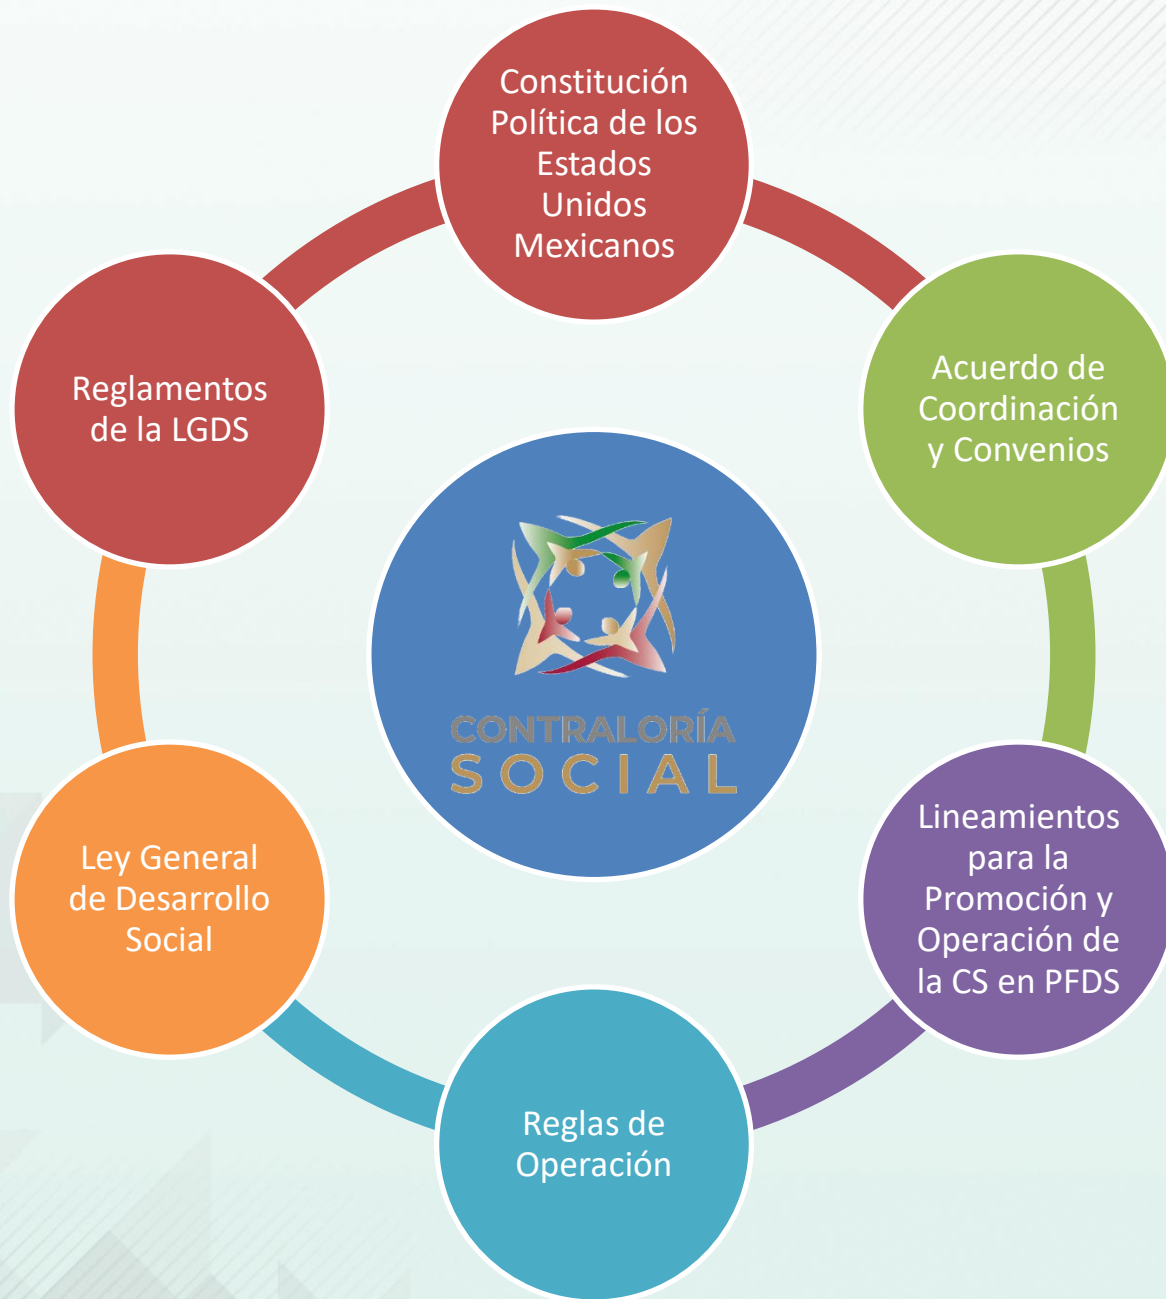 Constitución
Política de los
Estados
Unidos
Mexicanos
Acuerdo de
Coordinación
y Convenios
Lineamientos
para la
Promoción y
Operación de
la CS en PFDS
Reglas de
Operación
Ley General
de Desarrollo
Social
Reglamentos
de la LGDS
CONTRALORÍA
SOCIAL